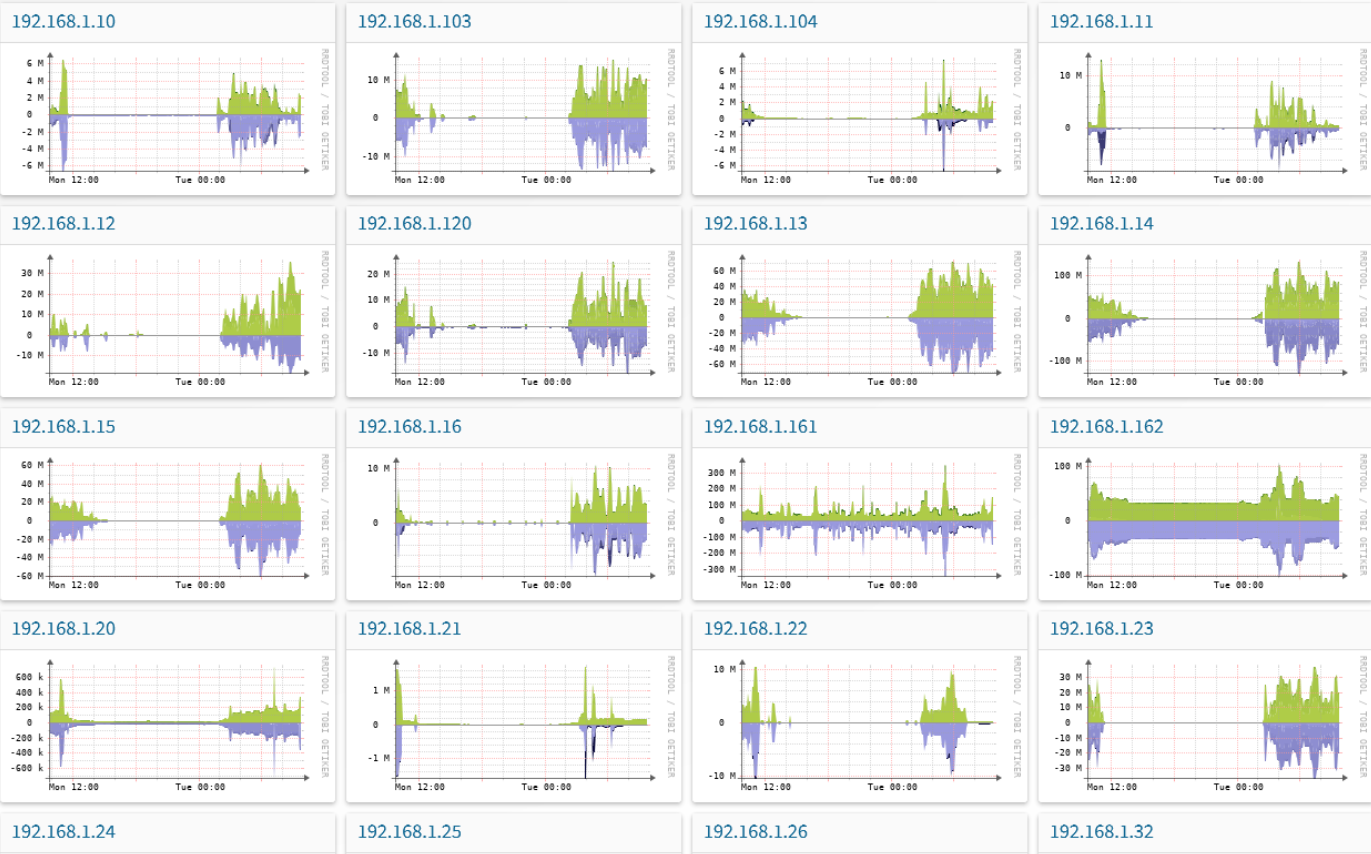 192.168.1.10
6 M
4 M
2 M
0
-2 M
-4 M
-6 M
Mon 12:00
Tue 00:00
RRDTOOL / TOBI OETIKER
192.168.1.103
10 M
0
-10 M
Mon 12:00
Tue 00:00
RRDTOOL / TOBI OETIKER
192.168.1.104
6 M
4 M
2 M
0
-2 M
-4 M
-6 M
Mon 12:00
Tue 00:00
RRDTOOL / TOBI OETIKER
192.168.1.11
10 M
0
Mon 12:00
Tue 00:00
RRDTOOL / TOBI OETIKER
192.168.1.12
30 M
20 M
10 M
0
-10 M
Mon 12:00
Tue 00:00
RRDTOOL / TOBI OETIKER
192.168.1.120
20 M
10 M
0
-10 M
Mon 12:00
Tue 00:00
RRDTOOL / TOBI OETIKER
192.168.1.13
60 M
40 M
20 M
0
-20 M
-40 M
-60 M
Mon 12:00
Tue 00:00
RRDTOOL / TOBI OETIKER
192.168.1.14
100 M
0
-100 M
Mon 12:00
Tue 00:00
RRDTOOL / TOBI OETIKER
192.168.1.15
60 M
40 M
20 M
0
-20 M
-40 M
-60 M
Mon 12:00
Tue 00:00
RRDTOOL / TOBI OETIKER
192.168.1.16
10 M
0
Mon 12:00
Tue 00:00
RRDTOOL / TOBI OETIKER
192.168.1.161
300 M
200 M
100 M
0
-100 M
-200 M
-300 M
Mon 12:00
Tue 00:00
RRDTOOL / TOBI OETIKER
192.168.1.162
100 M
0
-100 M
Mon 12:00
Tue 00:00
RRDTOOL / TOBI OETIKER
192.168.1.20
600 k
400 k
200 k
0
-200 k
-400 k
-600 k
Mon 12:00
Tue 00:00
RRDTOOL / TOBI OETIKER
192.168.1.21
1 M
0
-1 M
Mon 12:00
Tue 00:00
RRDTOOL / TOBI OETIKER
192.168.1.22
10 M
0
-10 M
Mon 12:00
Tue 00:00
RRDTOOL / TOBI OETIKER
192.168.1.23
30 M
20 M
10 M
0
-10 M
-20 M
-30 M
Mon 12:00
Tue 00:00
RRDTOOL / TOBI OETIKER
192.168.1.24
192.168.1.25
192.168.1.26
192.168.1.32